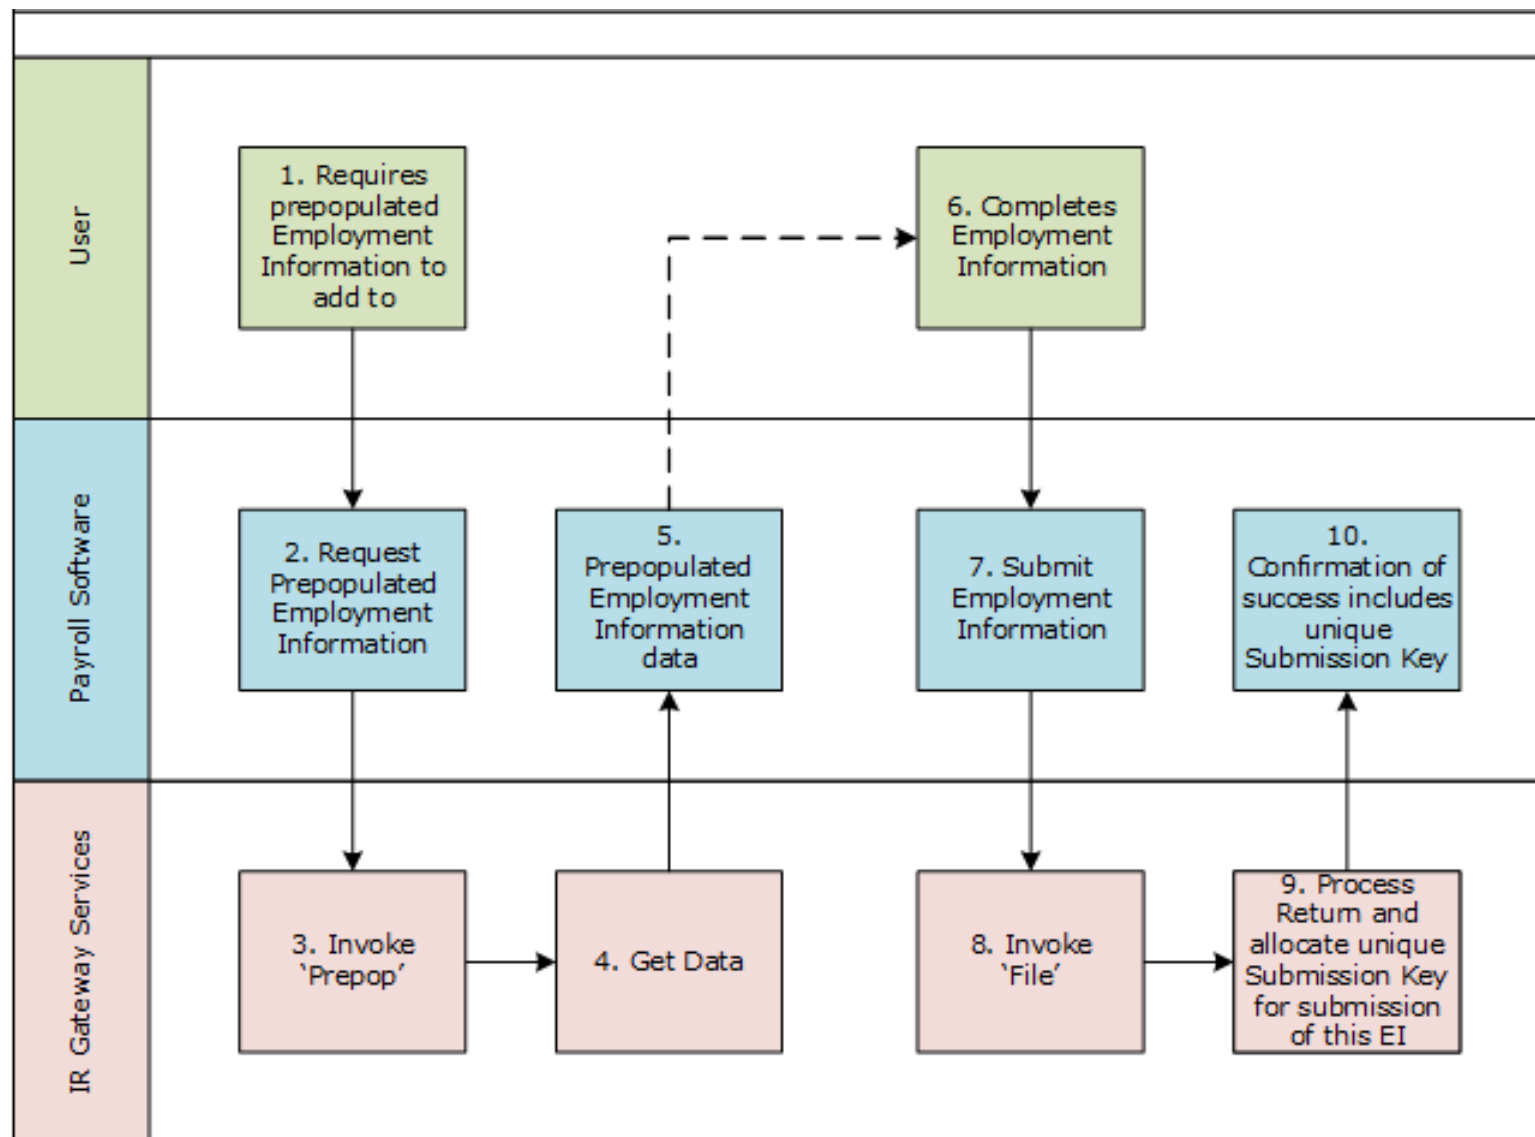 User
1. Requires
prepopulated
Employment
Information to
add to
6. Completes
Employment
Information
Payroll Software
2. Request
Prepopulated
Employment
Information
5.
Prepopulated
Employment
Information
data
7. Submit
Employment
Information
10.
Confirmation of
success includes
unique
Submission Key
IR Gateway Services
3. Invoke
‘Prepop’
4. Get Data
8. Invoke
‘File’
9. Process
Return and
allocate unique
Submission Key
for submission
of this EI